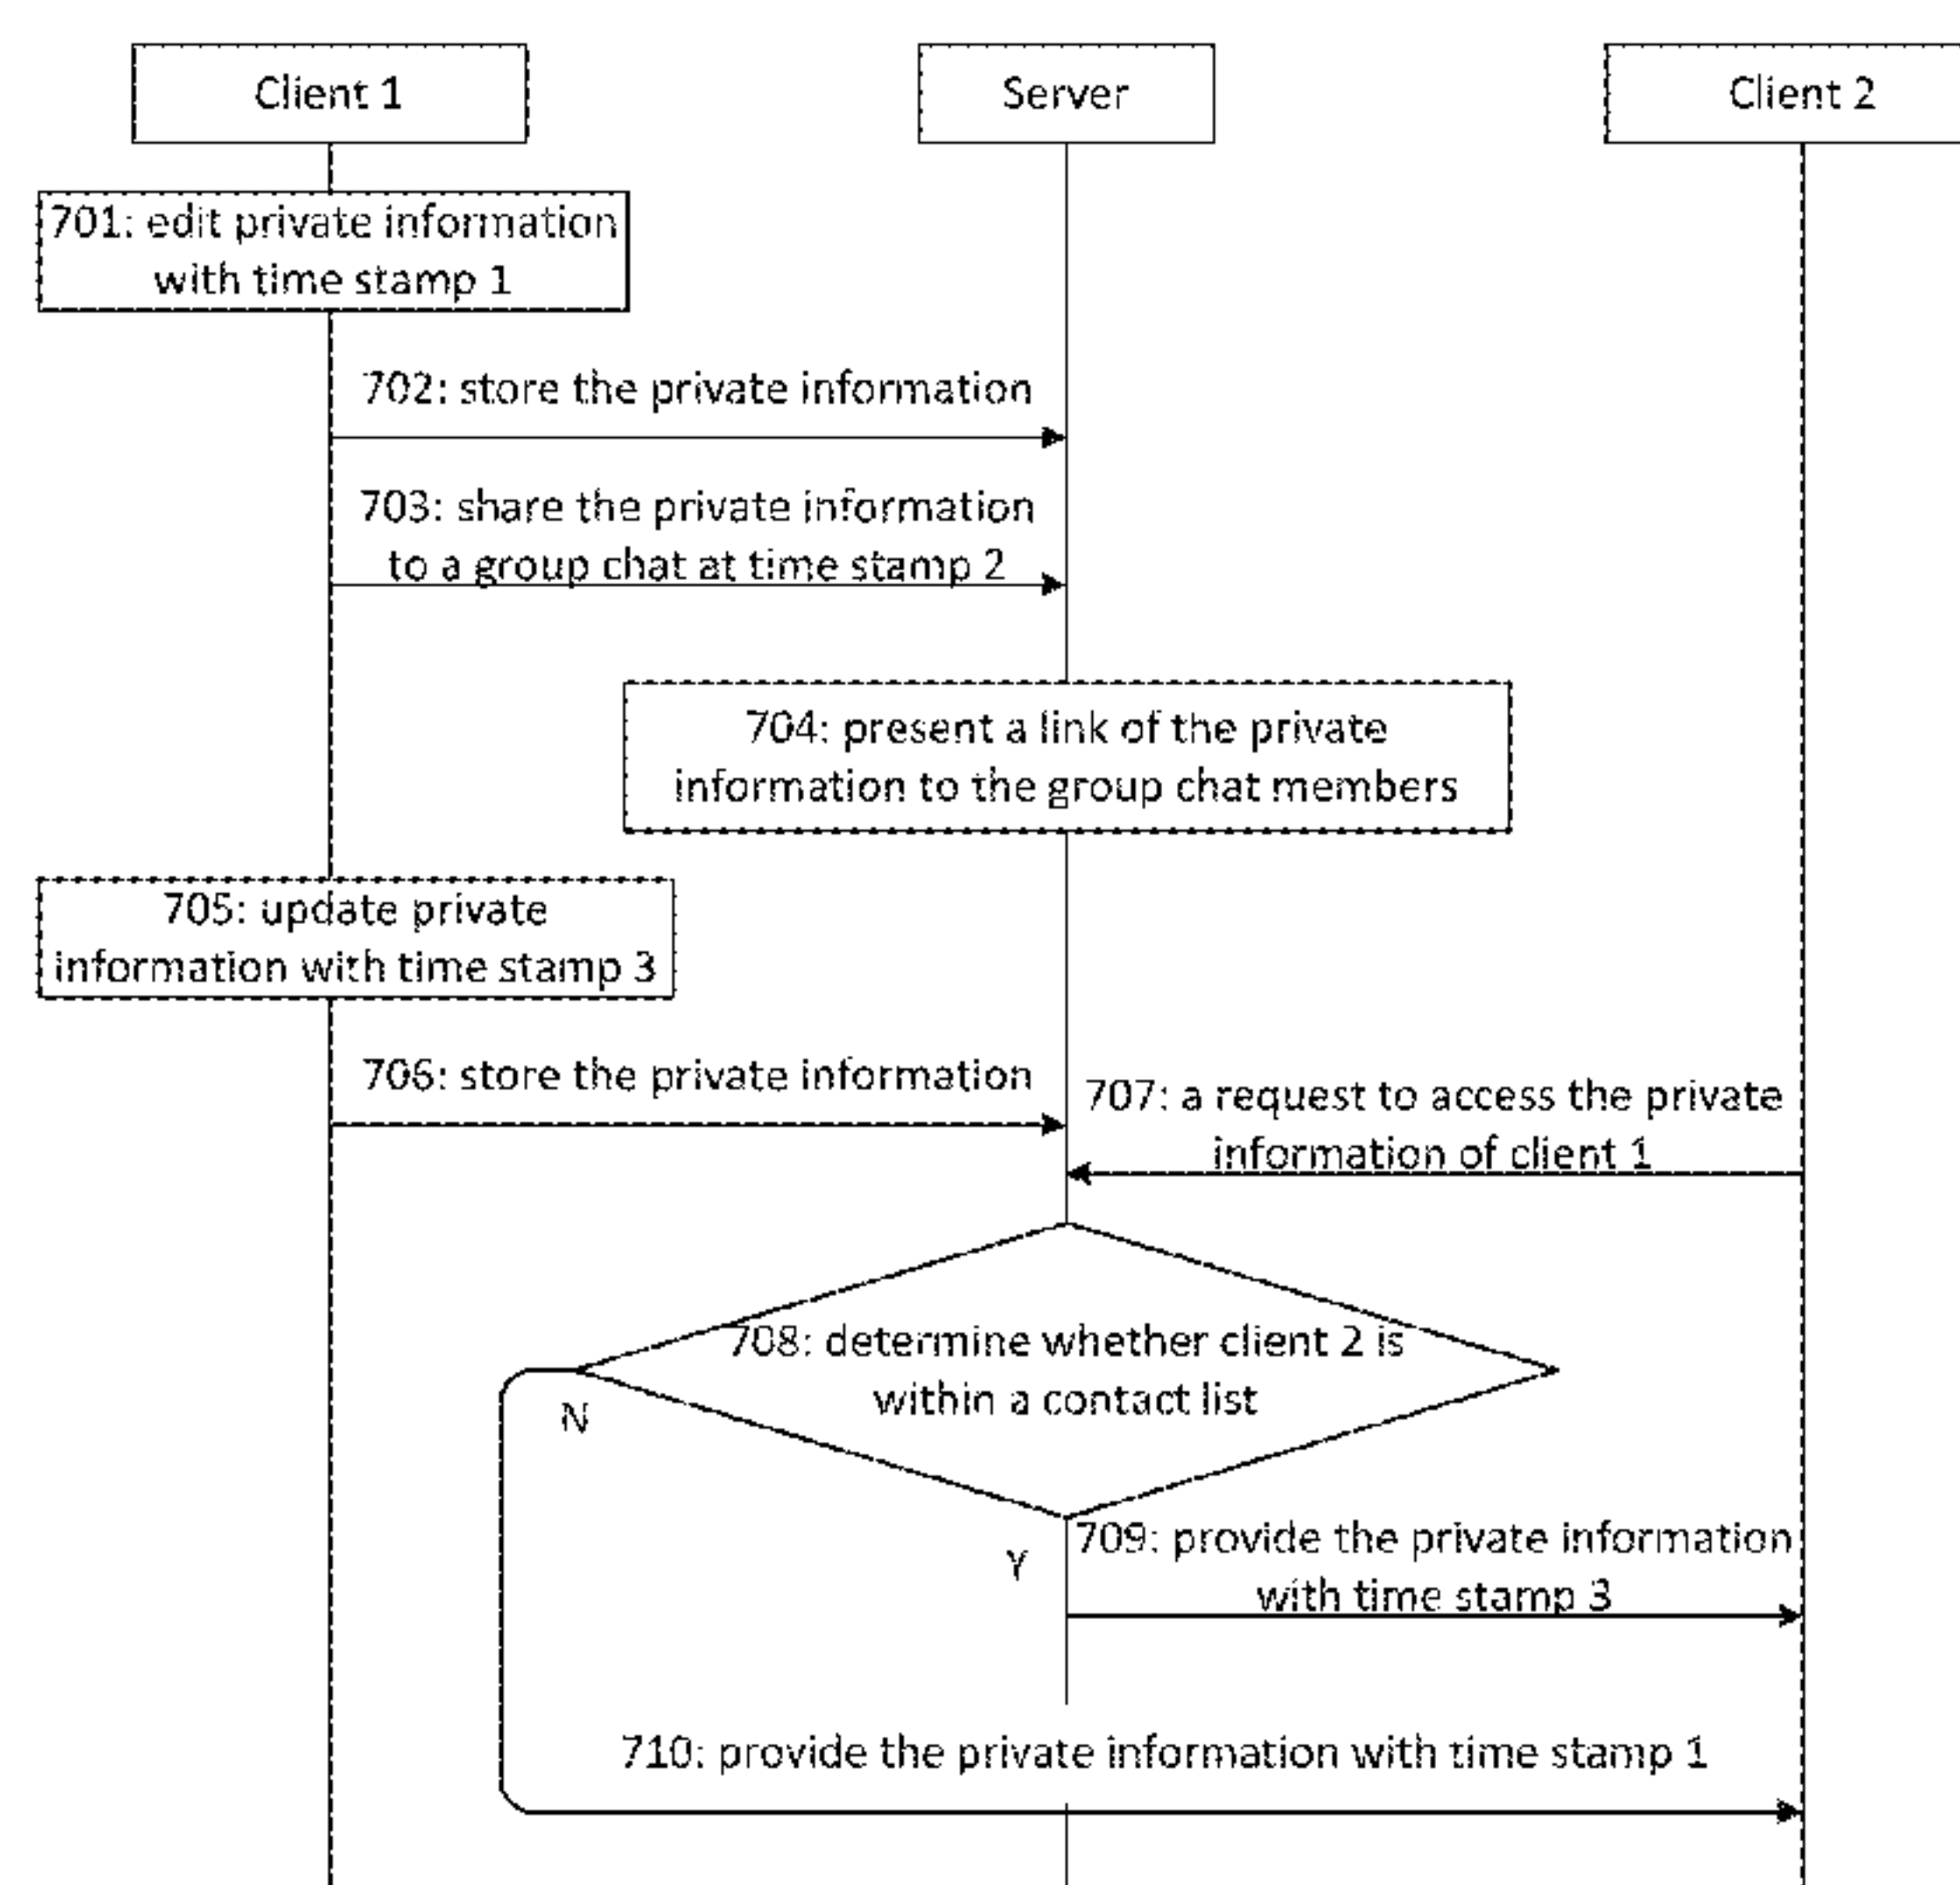 Client 1
Server
Client 2
701: edit private information
with time stamp 1
702: store the private information
703: share the private information
to a group chat at time stamp 2
704: present a link of the private
information to the group chat members
705: update private
information with time stamp 3
706: store the private information
707: a request to access the private
information of client 1
708: determine whether client 2 is
within a contact list
N
Y
709: provide the private information
with time stamp 3
710: provide the private information with time stamp 1